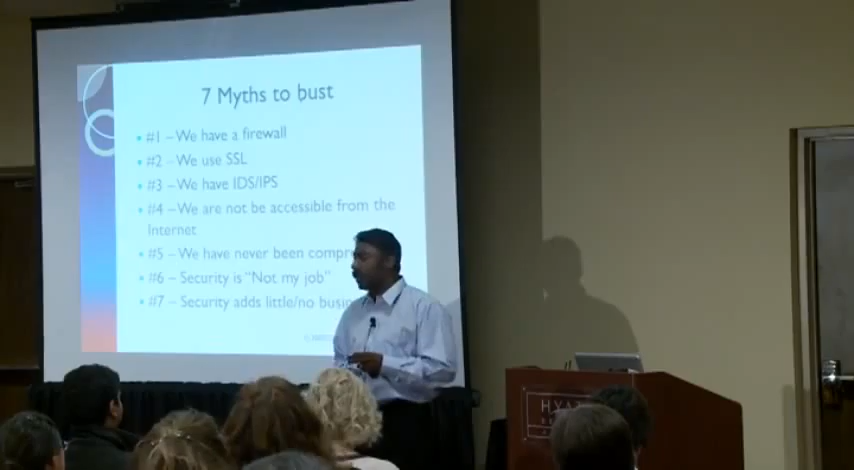 7 Myths to bust
#1 – We have a firewall
#2 – We use SSL
#3 – We have IDS/IPS
#4 – We are not be accessible from the
Internet
#5 – We have never been
#6 – Security is "Not my job"
#7 – Security adds little/no
HYATT